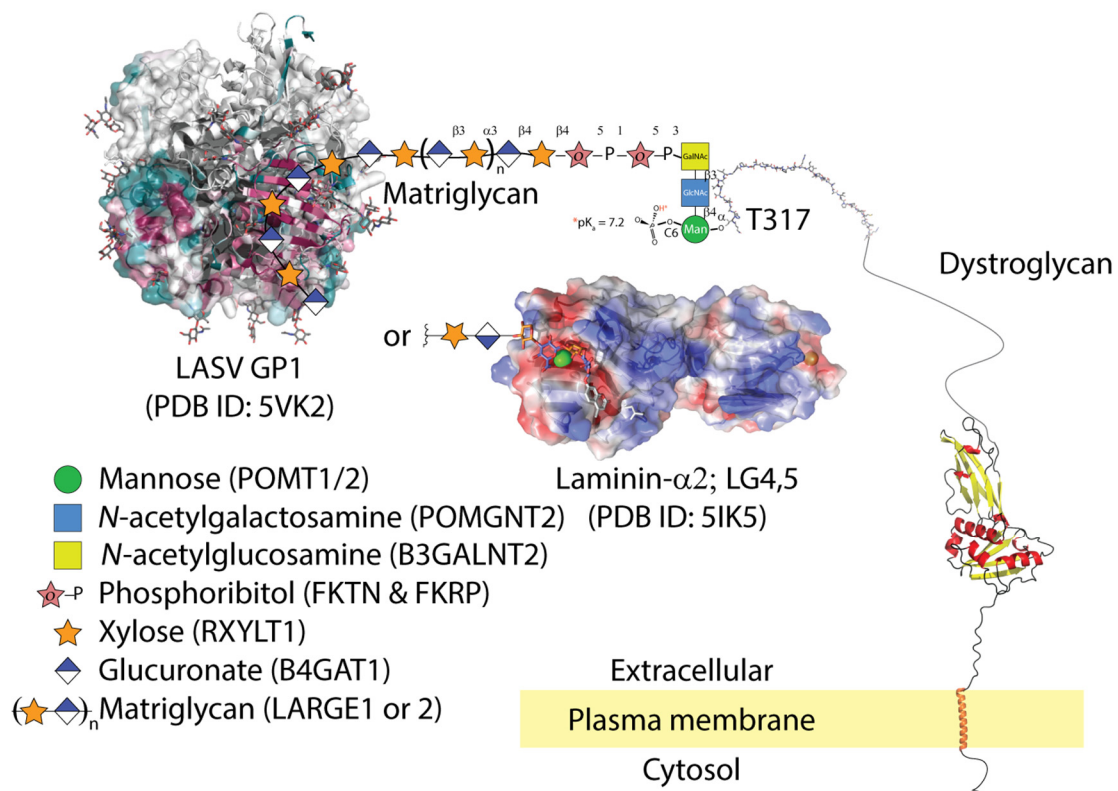 β3 α3 β4 β4 5 1 5 3
n
P P
GalNAc
Matriglycan
β3
GlcNAc
T317
OH*
O-
P
O
O
*pKa = 7.2
C6
β4
α
Man
O
Dystroglycan
or
LASV GP1
(PDB ID: 5VK2)
Mannose (POMT1/2)
Laminin-α2; LG4,5
N-acetylgalactosamine (POMGNT2)
(PDB ID: 5IK5)
N-acetylglucosamine (B3GALNT2)
P Phosphoribitol (FKTN & FKRP)
Xylose (RXYLT1)
Glucuronate (B4GAT1)
n Matriglycan (LARGE1 or 2)
Extracellular
Plasma membrane
Cytosol